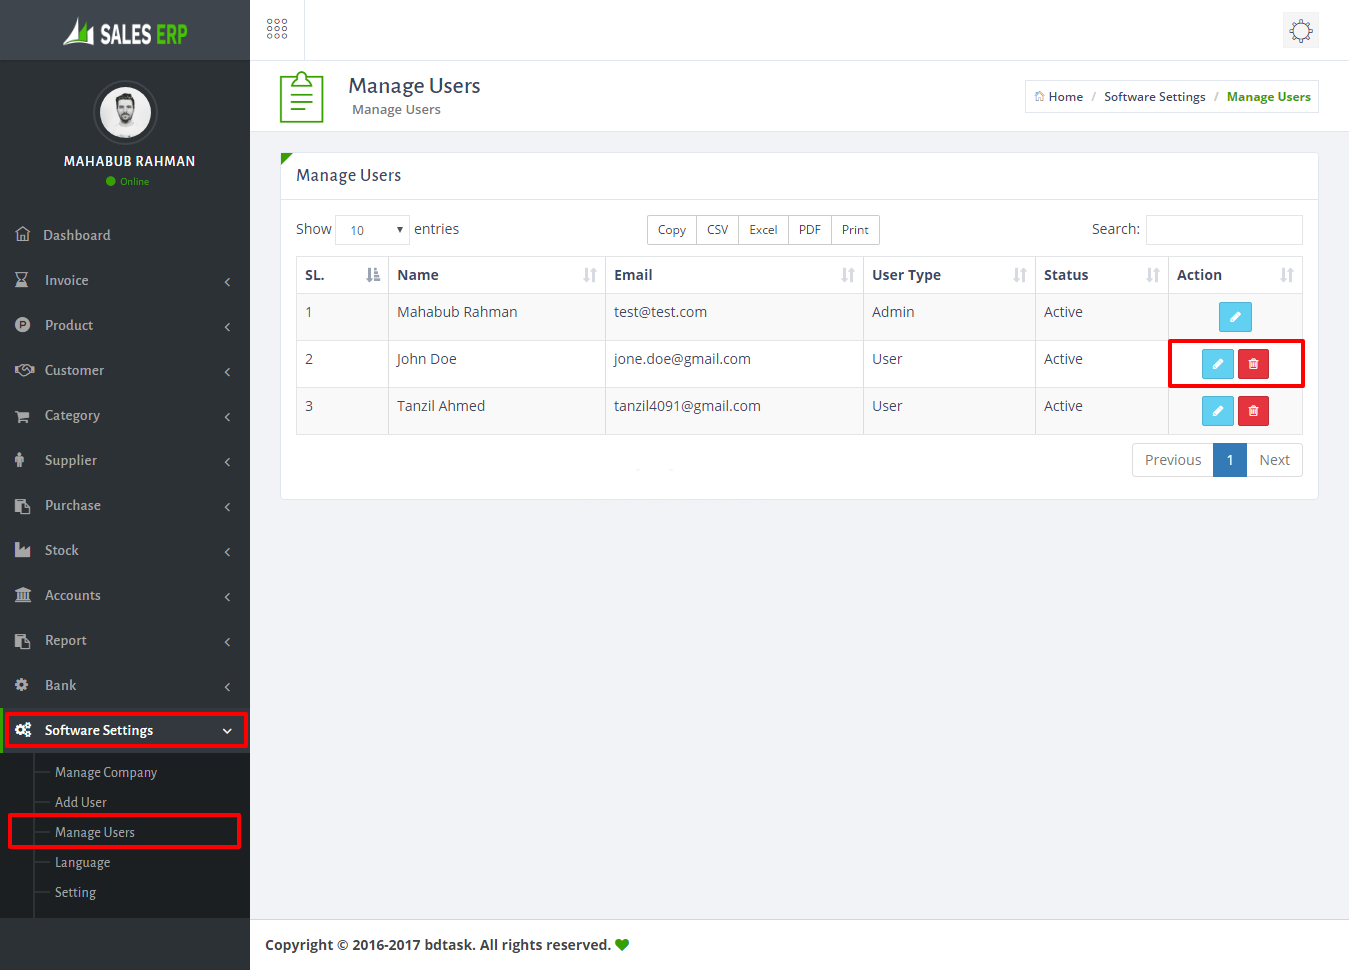 SALES ERP
MAHABUB RAHMAN
Online
Dashboard
Invoice
Product
Customer
Category
Supplier
Purchase
Stock
Accounts
Report
Bank
Software Settings
Manage Company
Add User
Manage Users
Language
Setting
Manage Users
Manage Users
Home / Software Settings / Manage Users
Manage Users
Show 10 entries
Copy CSV Excel PDF Print
Search:
SL. Name Email User Type Status Action
1 Mahabub Rahman test@test.com Admin Active
2 John Doe jone.doe@gmail.com User Active
3 Tanzil Ahmed tanzil4091@gmail.com User Active
Previous 1 Next
Copyright © 2016-2017 bdtask. All rights reserved.